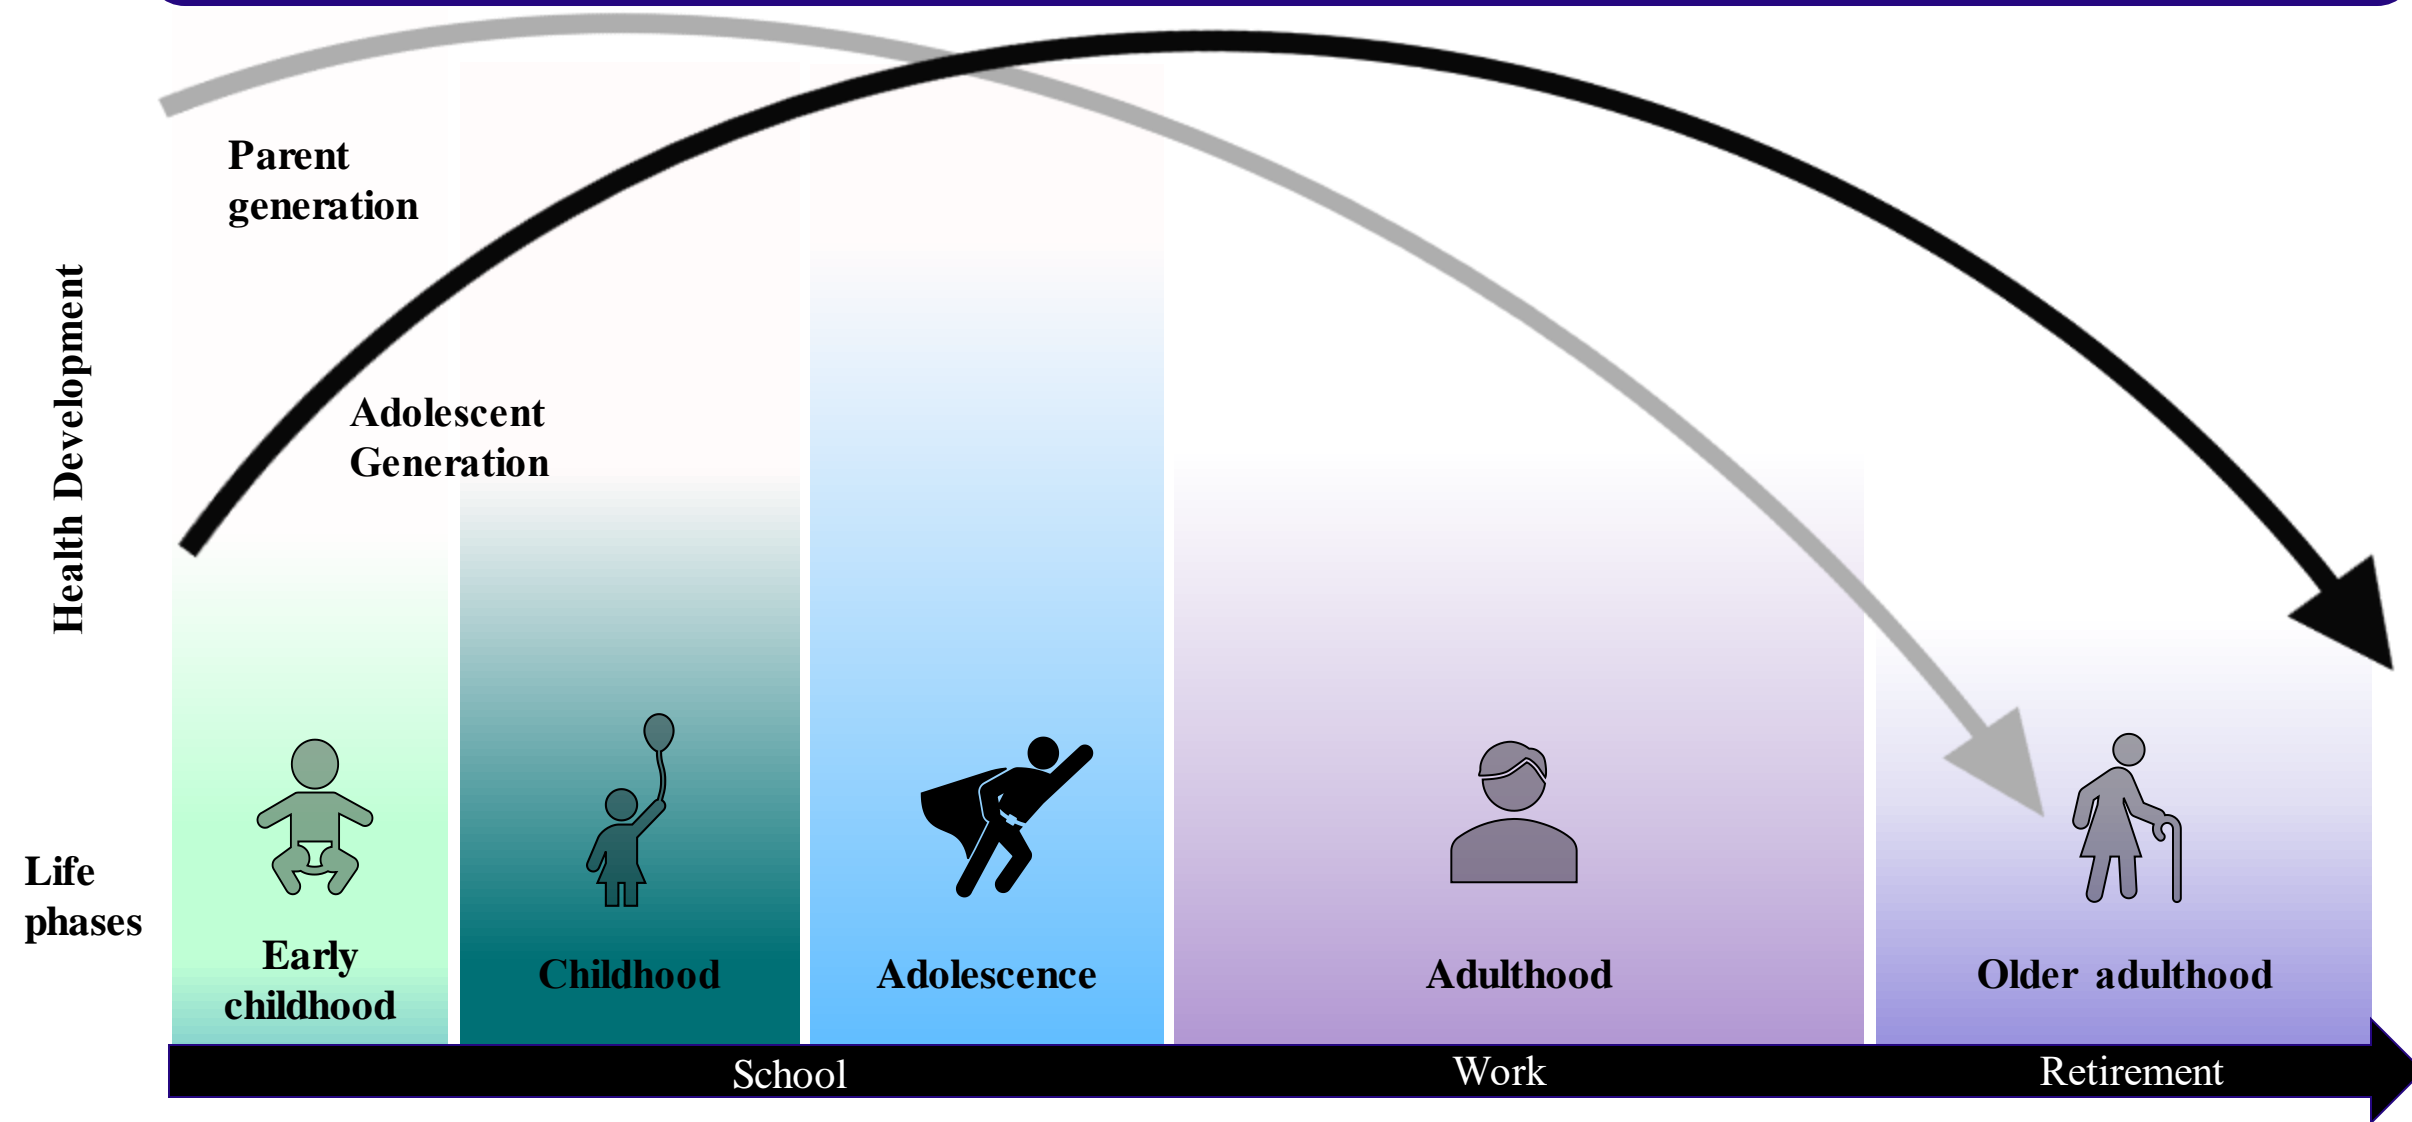 Parent
generation
Adolescent
Generation
Health Development
Life
phases
Early
childhood
Childhood
Adolescence
Adulthood
Older adulthood
School
Work
Retirement